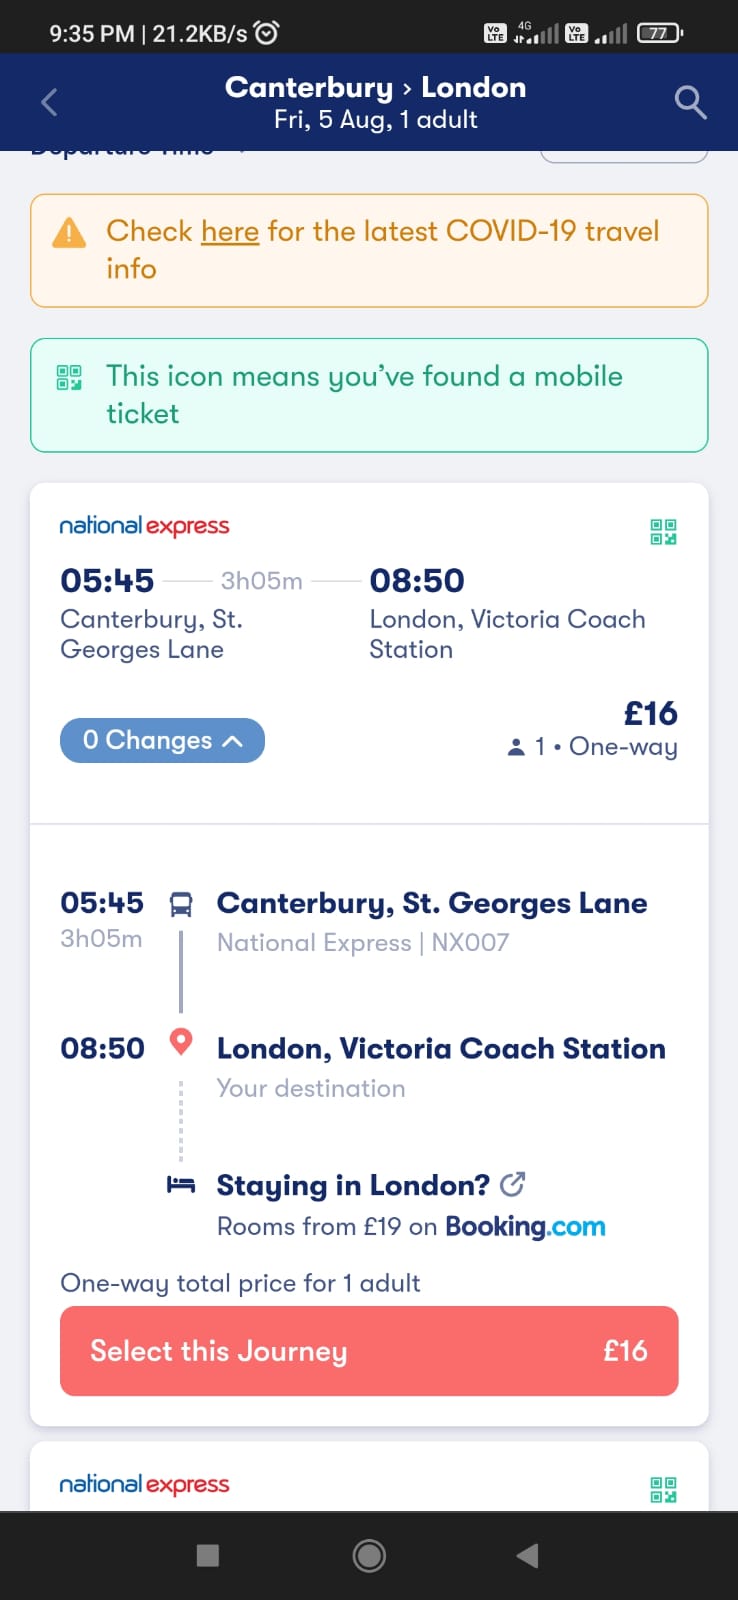 9:35 PM | 21.2KB/s
Vo LTE 4G Vo LTE 77
Canterbury › London
Fri, 5 Aug, 1 adult
Departure Time
Check here for the latest COVID-19 travel
info
This icon means you’ve found a mobile
ticket
national express
05:45 3h05m 08:50
Canterbury, St. London, Victoria Coach
Georges Lane Station
£16
0 Changes
1 • One-way
05:45 Canterbury, St. Georges Lane
3h05m National Express | NX007
08:50 London, Victoria Coach Station
Your destination
Staying in London?
Rooms from £19 on Booking.com
One-way total price for 1 adult
Select this Journey £16
national express